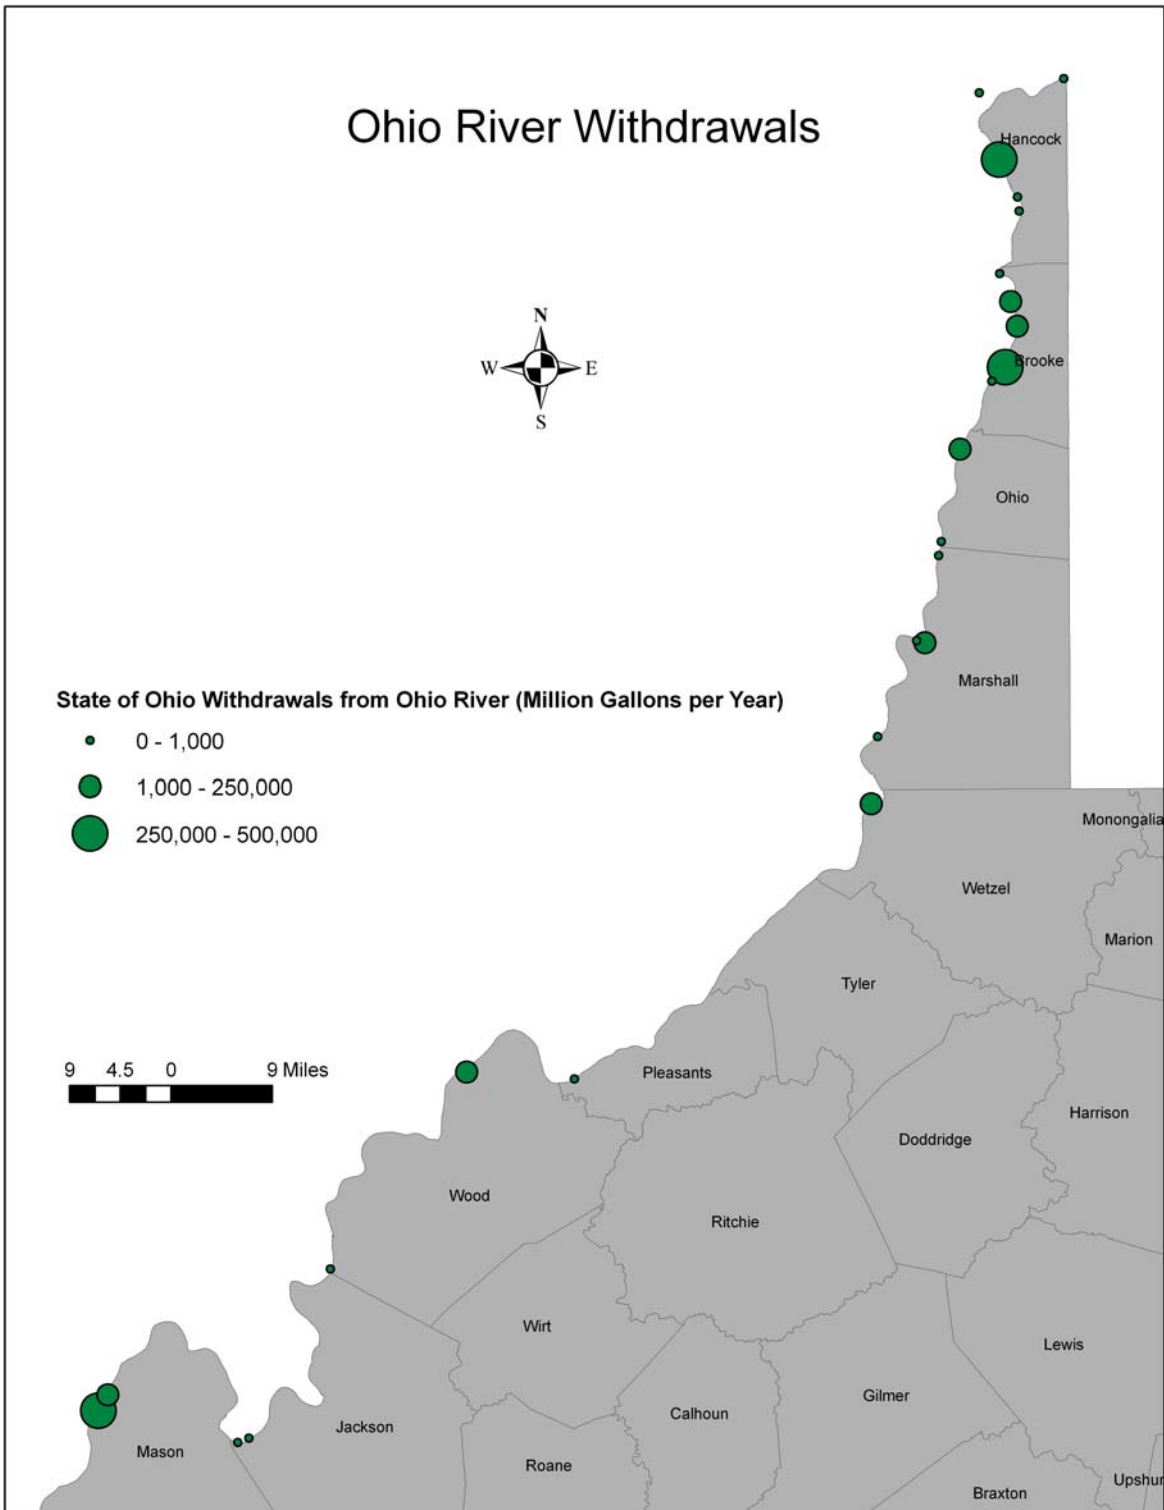 Ohio River Withdrawals
Hancock
N
W E
S
Brooke
Ohio
Marshall
State of Ohio Withdrawals from Ohio River (Million Gallons per Year)
0 - 1,000
1,000 - 250,000
250,000 - 500,000
Monongalia
Wetzel
Marion
Tyler
9 4.5 0 9 Miles
Pleasants
Harrison
Doddridge
Wood
Ritchie
Wirt
Lewis
Gilmer
Calhoun
Jackson
Mason
Roane
Upshur
Braxton